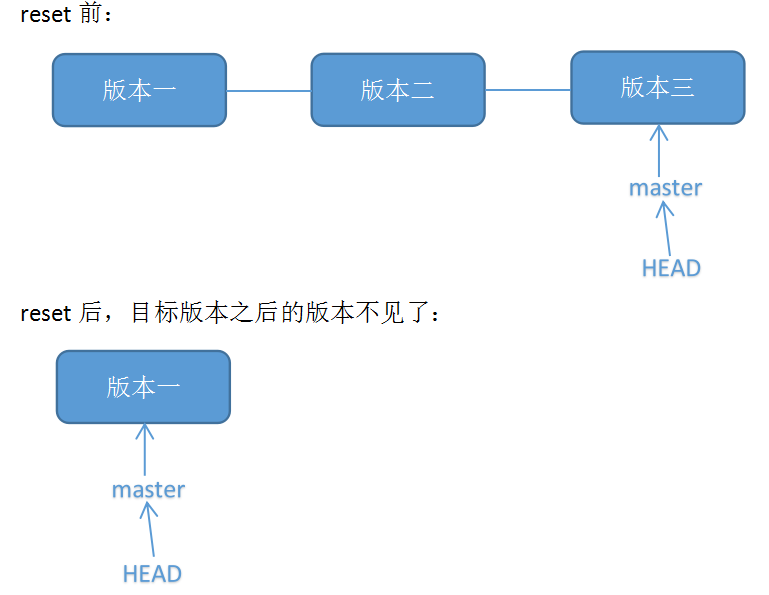 reset 前：
版本一 版本二 版本三
master
HEAD
reset 后，目标版本之后的版本不见了：
版本一
master
HEAD